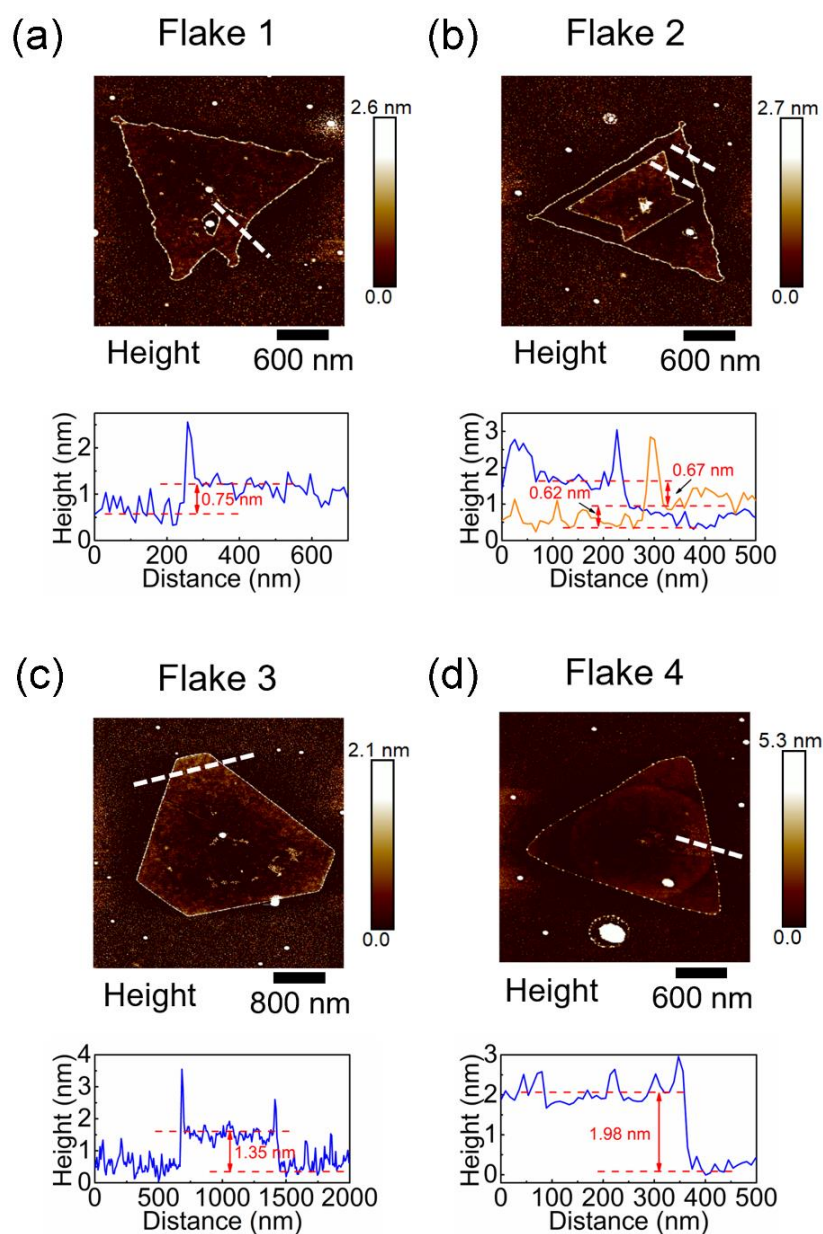 (a) Flake 1
2.6 nm
0.0
Height
600 nm
Height (nm)
2
1
0
0.75 nm
0 200 400 600
Distance (nm)
(b) Flake 2
2.7 nm
0.0
Height
600 nm
Height (nm)
3
2
1
0
0.67 nm
0.62 nm
0 100 200 300 400 500
Distance (nm)
(c) Flake 3
2.1 nm
0.0
Height
800 nm
Height (nm)
4
3
2
1
0
1.35 nm
0 500 1000 1500 2000
Distance (nm)
(d) Flake 4
5.3 nm
0.0
Height
600 nm
Height (nm)
3
2
1
0
1.98 nm
0 100 200 300 400 500
Distance (nm)